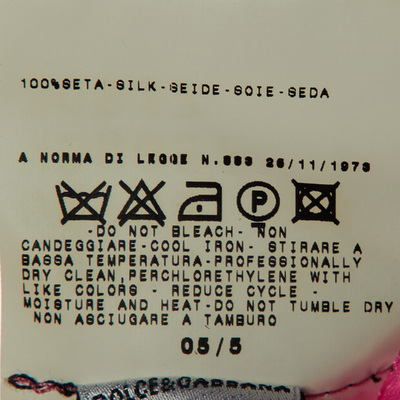 100%SETA-SILK-SEIDE-SOIE-SEDA
A NORMA DI LEGGE N.883 26/11/1973
P
-DO NOT BLEACH- NON
CANDEGGIARE-COOL IRON- STIRARE A
BASSA TEMPERATURA-PROFESSIONALLY
DRY CLEAN,PERCHLORETHYLENE WITH
LIKE COLORS - REDUCE CYCLE -
MOISTURE AND HEAT-DO NOT TUMBLE DRY
NON ASCIUGARE A TAMBURO
05/5
DOLCE&GABBANA